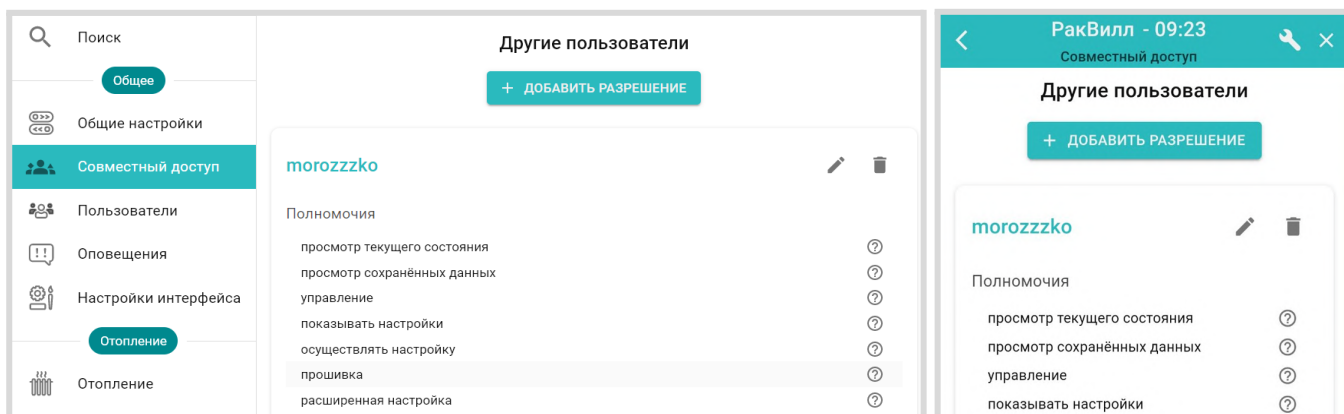 Поиск
Общее
Общие настройки
Совместный доступ
Пользователи
Оповещения
Настройки интерфейса
Отопление
Отопление
Другие пользователи
+ ДОБАВИТЬ РАЗРЕШЕНИЕ
morozzzko
Полномочия
просмотр текущего состояния
просмотр сохранённых данных
управление
показывать настройки
осуществлять настройку
прошивка
расширенная настройка
РакВилл - 09:23
Совместный доступ
Другие пользователи
+ ДОБАВИТЬ РАЗРЕШЕНИЕ
morozzzko
Полномочия
просмотр текущего состояния
просмотр сохранённых данных
управление
показывать настройки